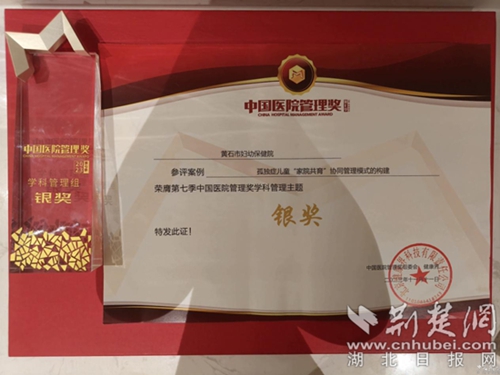 中国医院管理奖
学科管理组
银奖
中国医院管理奖
CHINA HOSPITAL MANAGEMENT AWARD
黄石市妇幼保健院
参评案例 孤独症儿童“家院共育”协同管理模式的构建
荣膺第七季中国医院管理奖学科管理主题
银奖
特发此证！
荆楚网
www.cnhubei.com
湖北日报网